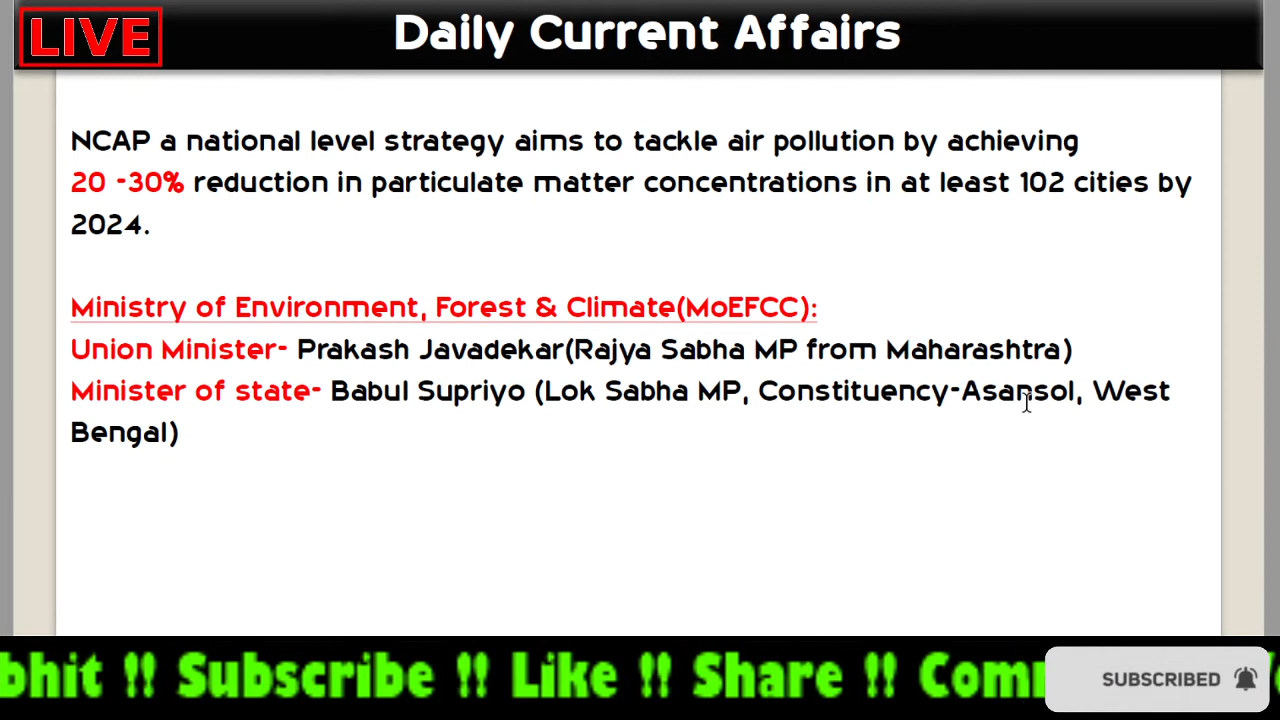 LIVE
Daily Current Affairs
NCAP a national level strategy aims to tackle air pollution by achieving
20 -30% reduction in particulate matter concentrations in at least 102 cities by
2024.
Ministry of Environment, Forest & Climate(MoEFCC):
Union Minister- Prakash Javadekar(Rajya Sabha MP from Maharashtra)
Minister of state- Babul Supriyo (Lok Sabha MP, Constituency-Asansol, West
Bengal)
!! Subscribe !! Like !! Share !!
SUBSCRIBED